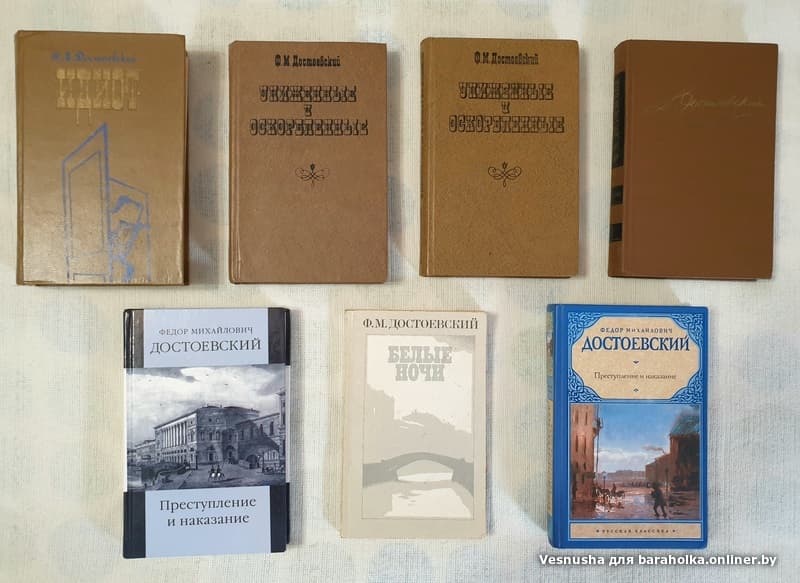 Ф. М. Достоевский
ИДИОТ
Ф. М. Достоевский
УНИЖЕННЫЕ
И
ОСКОРБЛЕННЫЕ
Ф. М. Достоевский
УНИЖЕННЫЕ
И
ОСКОРБЛЕННЫЕ
Достоевский
ФЕДОР МИХАЙЛОВИЧ
ДОСТОЕВСКИЙ
Преступление
и наказание
Ф.М. ДОСТОЕВСКИЙ
БЕЛЫЕ
НОЧИ
ФЕДОР МИХАЙЛОВИЧ
ДОСТОЕВСКИЙ
Преступление и наказание
РУССКАЯ КЛАССИКА
Vesnusha для baraholka.onliner.by